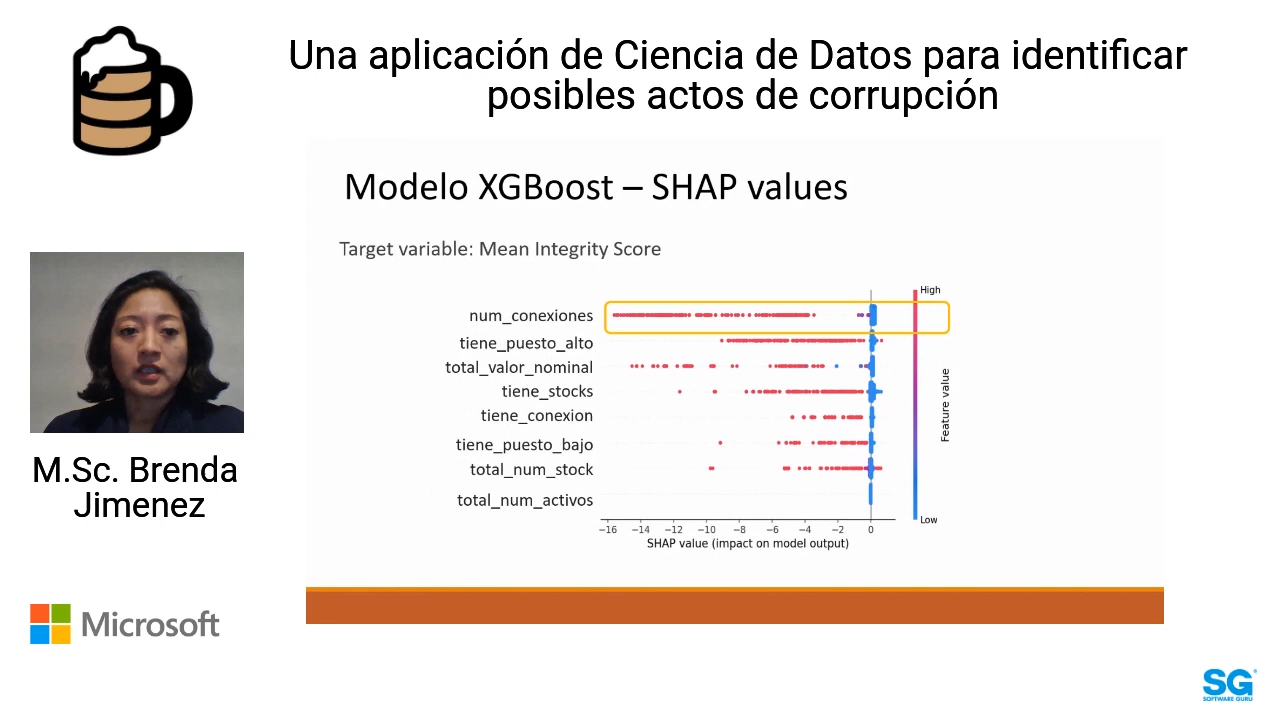 Una aplicación de Ciencia de Datos para identificar
posibles actos de corrupción
Modelo XGBoost – SHAP values
Target variable: Mean Integrity Score
High
num_conexiones
tiene_puesto_alto
total_valor_nominal
tiene_stocks
tiene_conexion
tiene_puesto_bajo
total_num_stock
total_num_activos
Feature value
Low
−16 −14 −12 −10 −8 −6 −4 −2 0
SHAP value (impact on model output)
M.Sc. Brenda
Jimenez
Microsoft
SG
SOFTWARE GURU